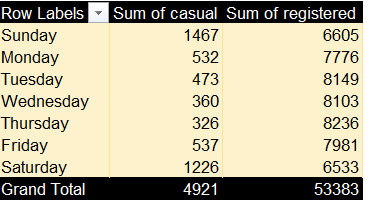 Row Labels Sum of casual Sum of registered
Sunday 1467 6605
Monday 532 7776
Tuesday 473 8149
Wednesday 360 8103
Thursday 326 8236
Friday 537 7981
Saturday 1226 6533
Grand Total 4921 53383